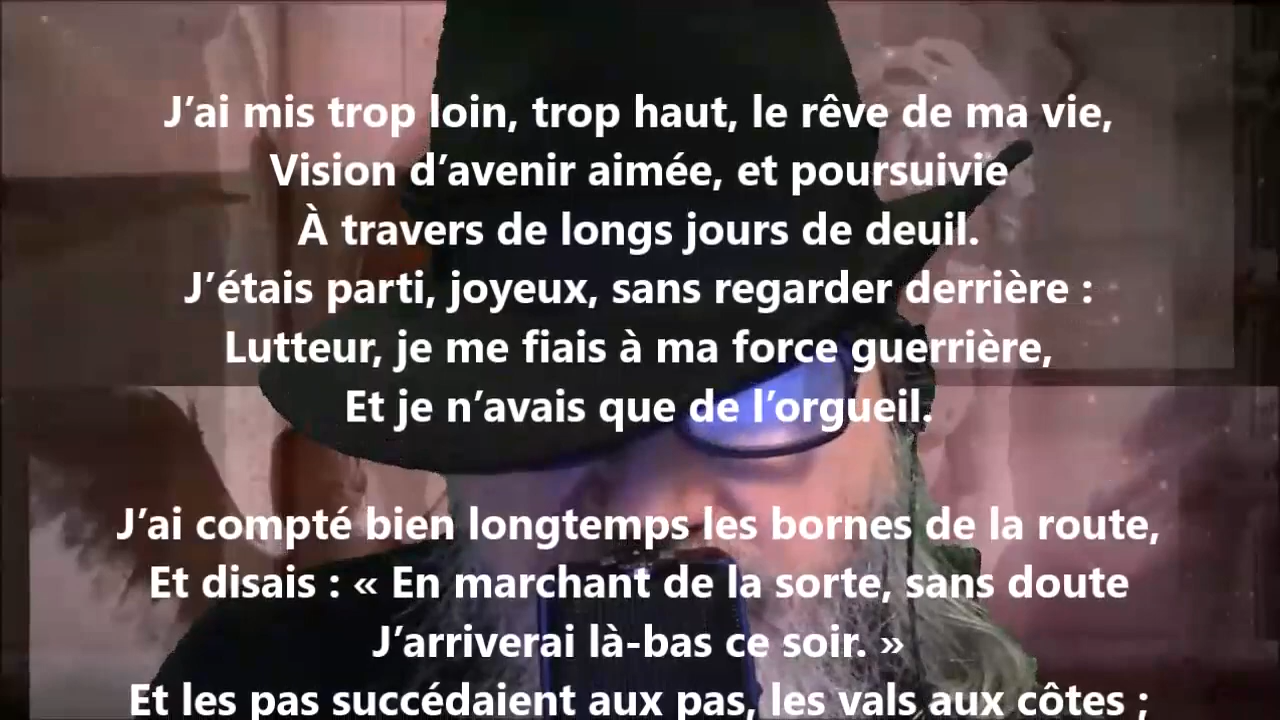 J’ai mis trop loin, trop haut, le rêve de ma vie,
Vision d’avenir aimée, et poursuivie
À travers de longs jours de deuil.
J’étais parti, joyeux, sans regarder derrière :
Lutteur, je me fiais à ma force guerrière,
Et je n’avais que de l’orgueil.
J’ai compté bien longtemps les bornes de la route,
Et disais : « En marchant de la sorte, sans doute
J’arriverai là-bas ce soir. »
Et les pas succédaient aux pas, les vals aux côtes ;